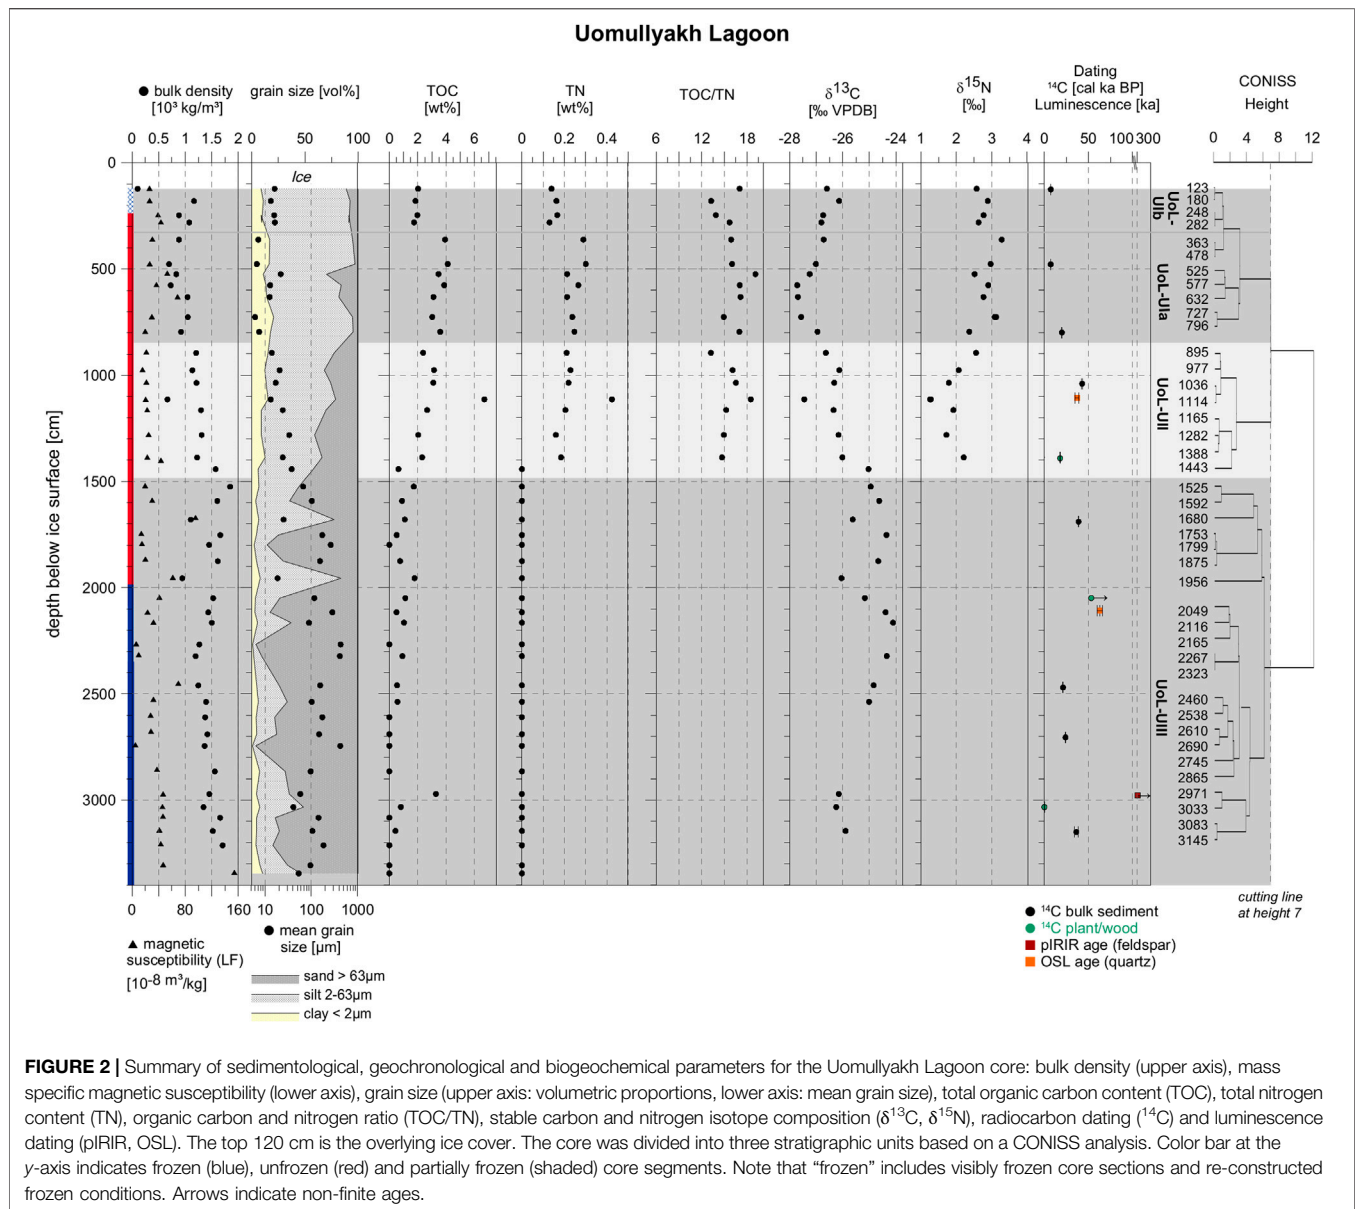 Uomullyakh Lagoon
● bulk density
[10³ kg/m³]
grain size [vol%]
TOC
[wt%]
TN
[wt%]
TOC/TN
δ13C
[‰ VPDB]
δ15N
[‰]
Dating
14C [cal ka BP]
Luminescence [ka]
CONISS
Height
0 0.5 1 1.5 2
0 50 100
0 2 4 6
0 0.2 0.4
6 12 18
-28 -26 -24
1 2 3 4
0 50 100 300
0 4 8 12
Ice
depth below ice surface [cm]
0
500
1000
1500
2000
2500
3000
UoL-UIb
UoL-UIa
UoL-UII
UoL-UIII
123
180
248
282
363
478
525
577
632
727
796
895
977
1036
1114
1165
1282
1388
1443
1525
1592
1680
1753
1799
1875
1956
2049
2116
2165
2267
2323
2460
2538
2610
2690
2745
2865
2971
3033
3083
3145
cutting line
at height 7
0 80 160
10 100 1000
▲ magnetic
susceptibility (LF)
[10-8 m³/kg]
● mean grain
size [µm]
sand > 63µm
silt 2-63µm
clay < 2µm
14C bulk sediment
14C plant/wood
pIRIR age (feldspar)
OSL age (quartz)
FIGURE 2 | Summary of sedimentological, geochronological and biogeochemical parameters for the Uomullyakh Lagoon core: bulk density (upper axis), mass
specific magnetic susceptibility (lower axis), grain size (upper axis: volumetric proportions, lower axis: mean grain size), total organic carbon content (TOC), total nitrogen
content (TN), organic carbon and nitrogen ratio (TOC/TN), stable carbon and nitrogen isotope composition (δ13C, δ15N), radiocarbon dating (14C) and luminescence
dating (pIRIR, OSL). The top 120 cm is the overlying ice cover. The core was divided into three stratigraphic units based on a CONISS analysis. Color bar at the
y-axis indicates frozen (blue), unfrozen (red) and partially frozen (shaded) core segments. Note that “frozen” includes visibly frozen core sections and re-constructed
frozen conditions. Arrows indicate non-finite ages.